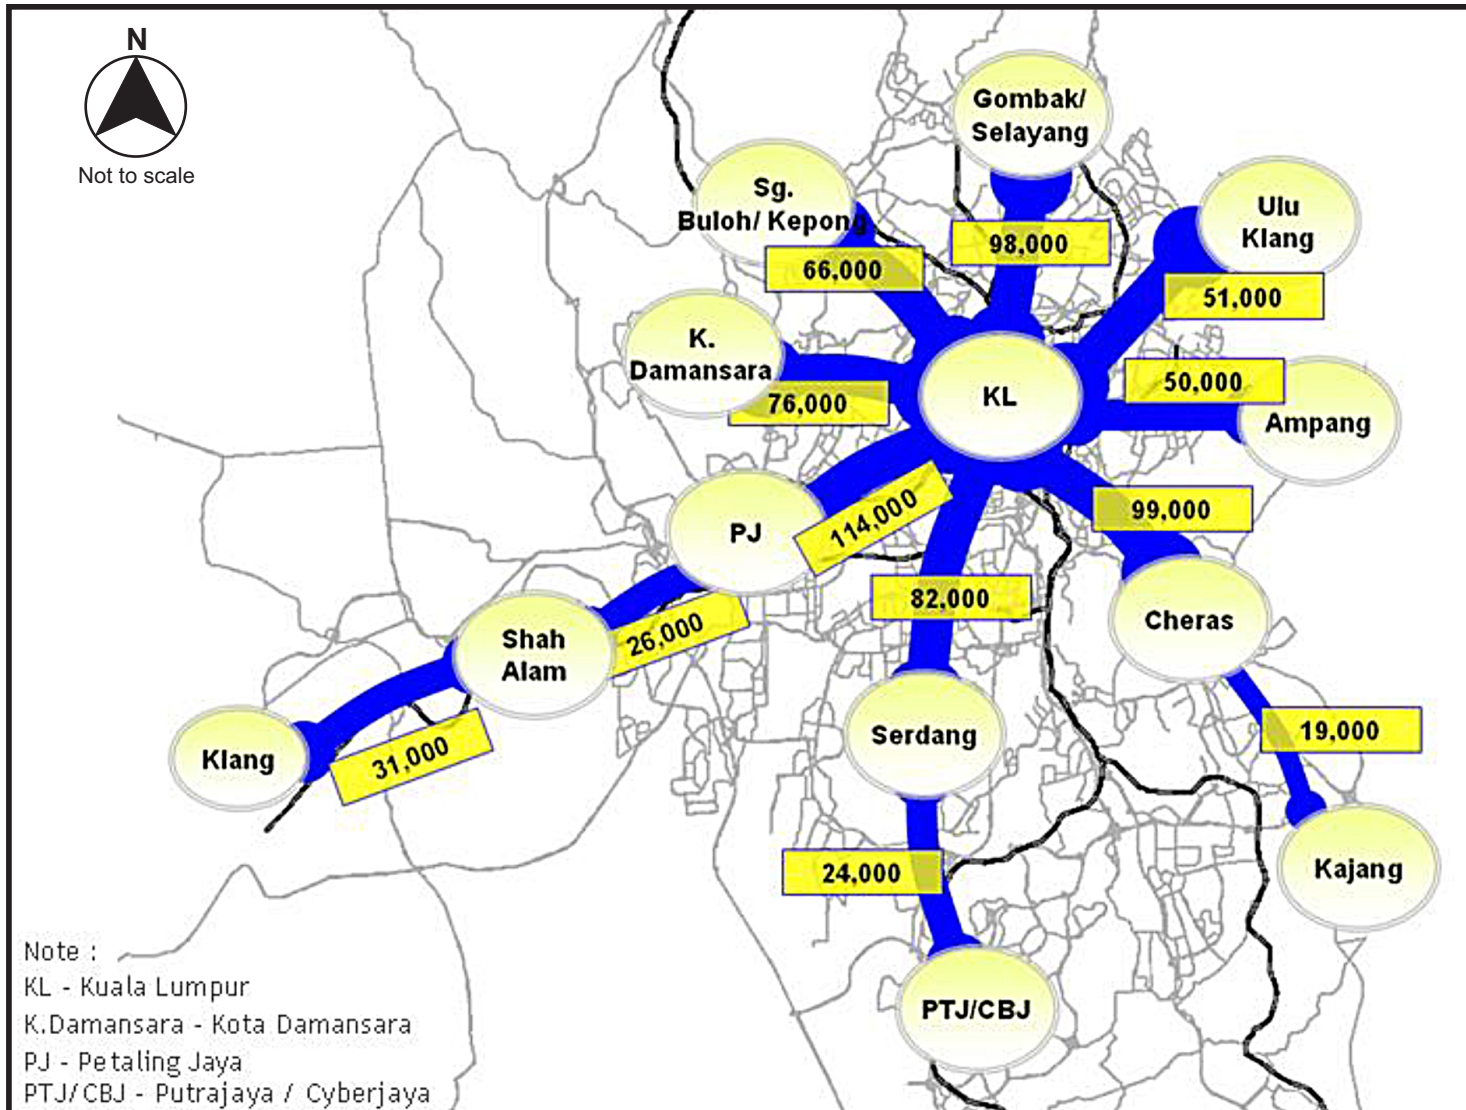 N
Not to scale
Gombak/
Selayang
Sg.
Buloh/ Kepong
Ulu
Klang
98,000
66,000
51,000
K.
Damansara
76,000
KL
50,000
Ampang
PJ
114,000
99,000
82,000
Cheras
26,000
Shah
Alam
Klang
31,000
Serdang
19,000
24,000
Kajang
PTJ/CBJ
Note :
KL - Kuala Lumpur
K.Damansara - Kota Damansara
PJ - Petaling Jaya
PTJ/CBJ - Putrajaya / Cyberjaya